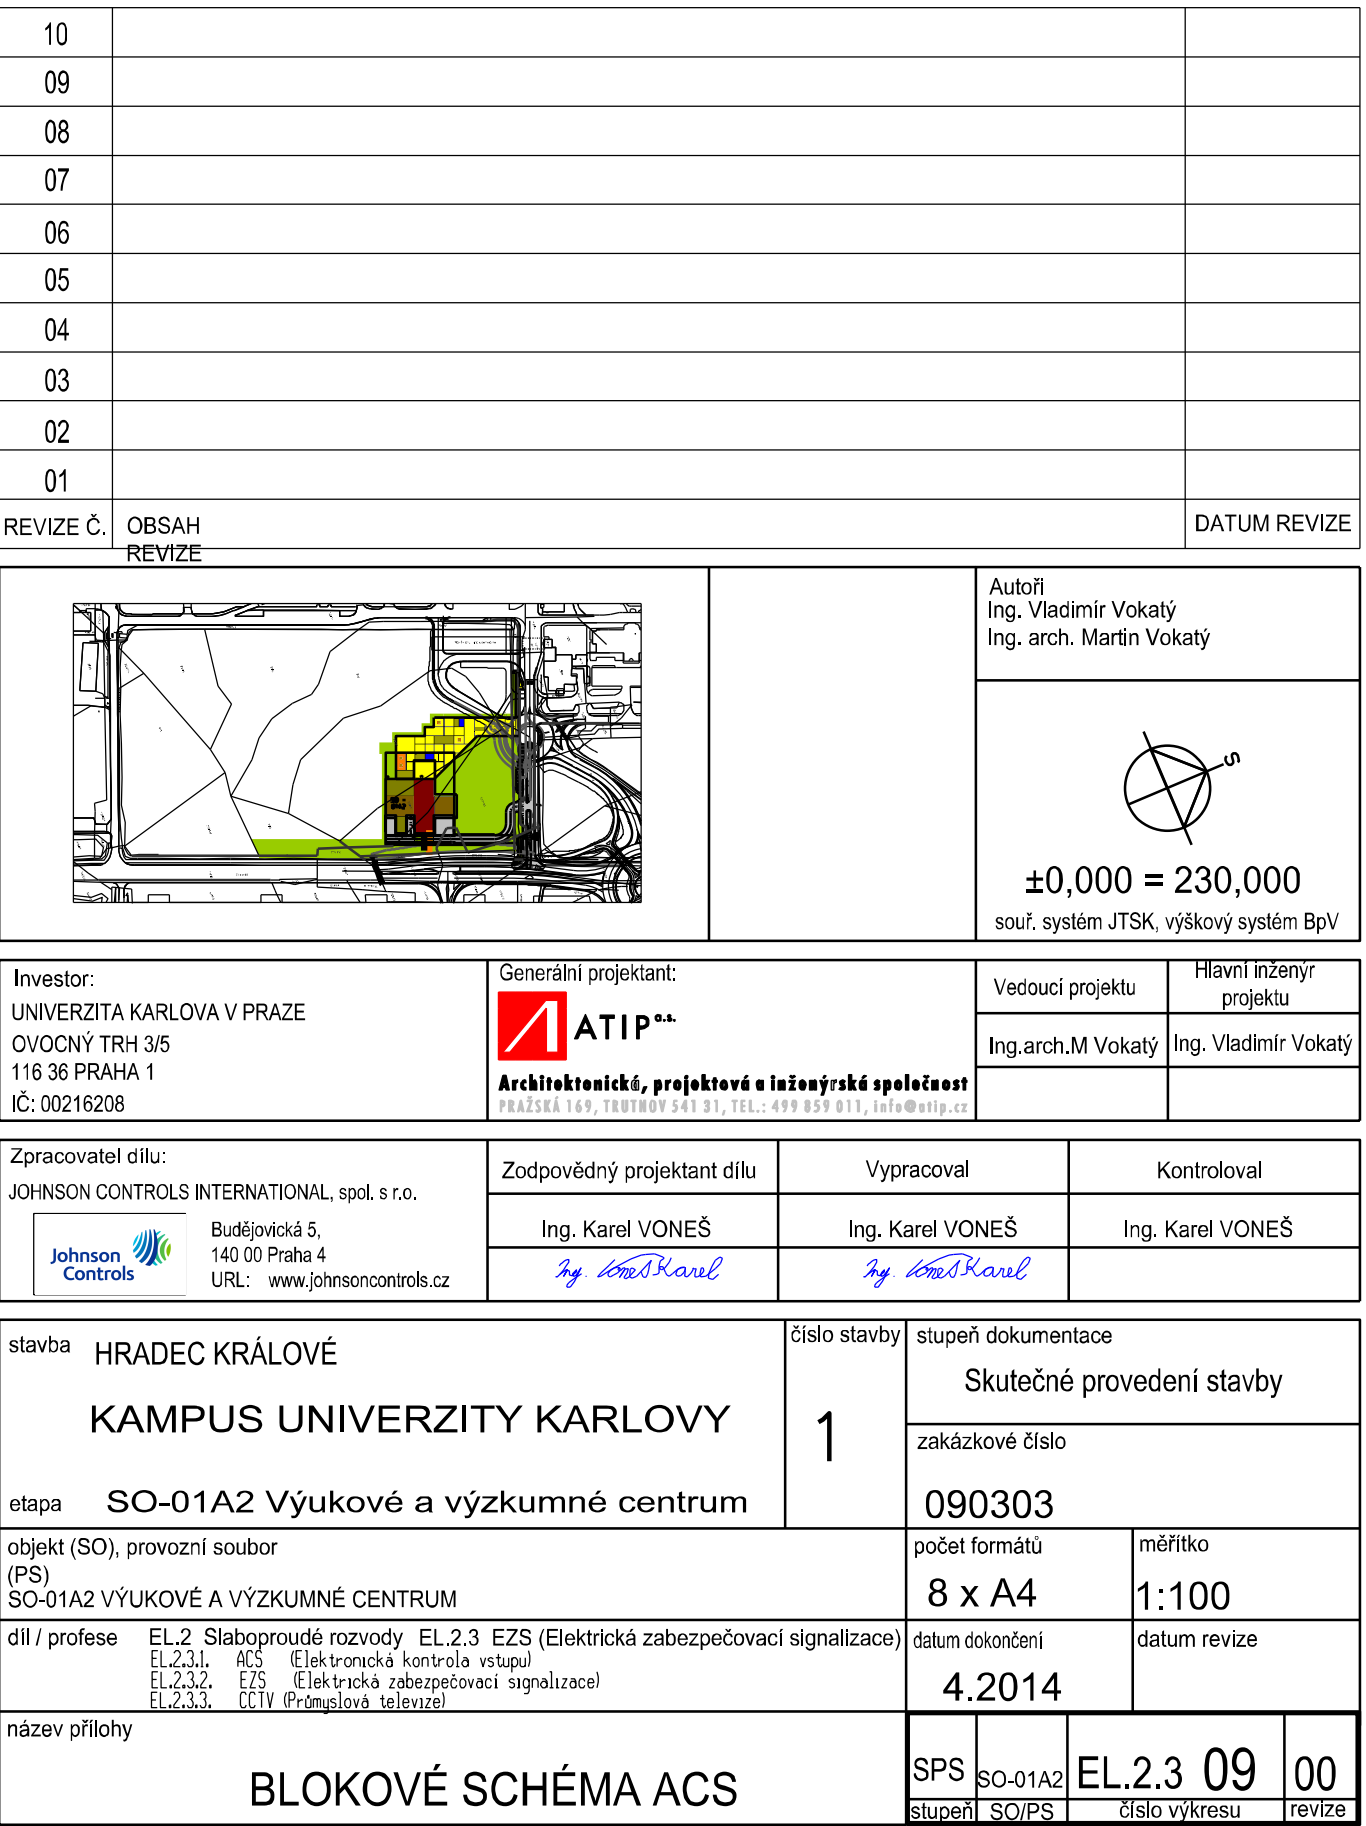 10
09
08
07
06
05
04
03
02
01
REVIZE Č. OBSAH REVIZE DATUM REVIZE
Autoři
Ing. Vladimír Vokatý
Ing. arch. Martin Vokatý
S
±0,000 = 230,000
souř. systém JTSK, výškový systém BpV
Investor:
UNIVERZITA KARLOVA V PRAZE
OVOCNÝ TRH 3/5
116 36 PRAHA 1
IČ: 00216208
Generální projektant:
ATIP a.s.
Architektonická, projektová a inženýrská společnost
PRAŽSKÁ 169, TRUTNOV 541 31, TEL.: 499 859 011, info@atip.cz
Vedoucí projektu
Hlavní inženýr
projektu
Ing.arch.M Vokatý
Ing. Vladimír Vokatý
Zpracovatel dílu:
JOHNSON CONTROLS INTERNATIONAL, spol. s r.o.
Johnson
Controls
Budějovická 5,
140 00 Praha 4
URL: www.johnsoncontrols.cz
Zodpovědný projektant dílu
Vypracoval
Kontroloval
Ing. Karel VONEŠ
Ing. Karel VONEŠ
Ing. Karel VONEŠ
Ing. Voneš Karel
Ing. Voneš Karel
stavba HRADEC KRÁLOVÉ
KAMPUS UNIVERZITY KARLOVY
etapa SO-01A2 Výukové a výzkumné centrum
číslo stavby
1
stupeň dokumentace
Skutečné provedení stavby
zakázkové číslo
090303
objekt (SO), provozní soubor
(PS)
SO-01A2 VÝUKOVÉ A VÝZKUMNÉ CENTRUM
počet formátů
8 x A4
měřítko
1:100
díl / profese EL.2 Slaboproudé rozvody EL.2.3 EZS (Elektrická zabezpečovací signalizace)
EL.2.3.1. ACS (Elektronická kontrola vstupu)
EL.2.3.2. EZS (Elektrická zabezpečovací signalizace)
EL.2.3.3. CCTV (Průmyslová televize)
datum dokončení
4.2014
datum revize
název přílohy
BLOKOVÉ SCHÉMA ACS
SPS SO-01A2 EL.2.3 09 00
stupeň SO/PS číslo výkresu revize